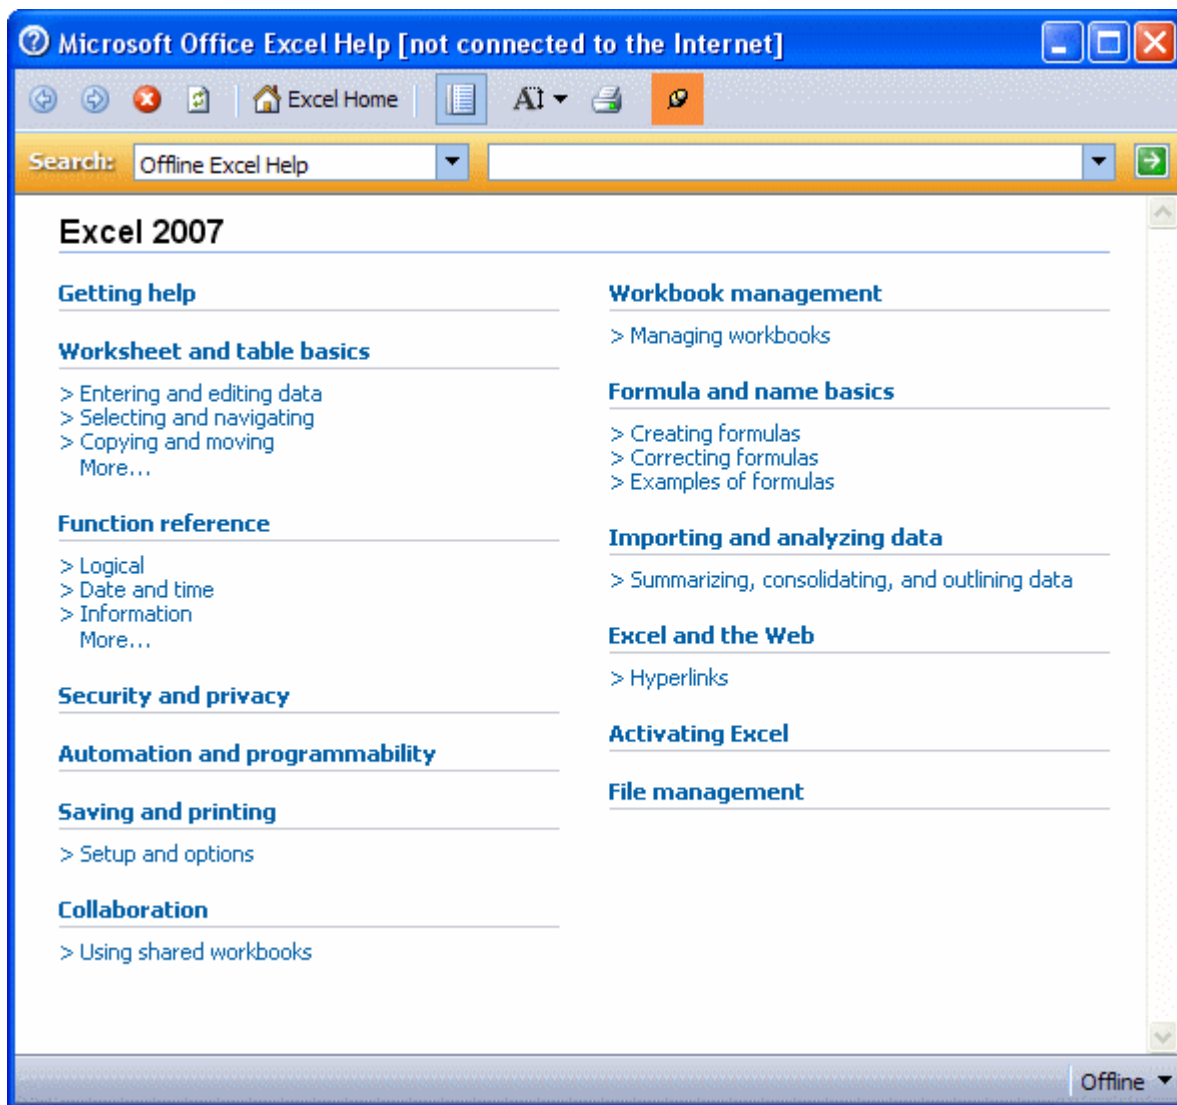 Microsoft Office Excel Help [not connected to the Internet]
Excel Home
Search: Offline Excel Help
Excel 2007
Getting help
Worksheet and table basics
> Entering and editing data
> Selecting and navigating
> Copying and moving
More...
Function reference
> Logical
> Date and time
> Information
More...
Security and privacy
Automation and programmability
Saving and printing
> Setup and options
Collaboration
> Using shared workbooks
Workbook management
> Managing workbooks
Formula and name basics
> Creating formulas
> Correcting formulas
> Examples of formulas
Importing and analyzing data
> Summarizing, consolidating, and outlining data
Excel and the Web
> Hyperlinks
Activating Excel
File management
Offline